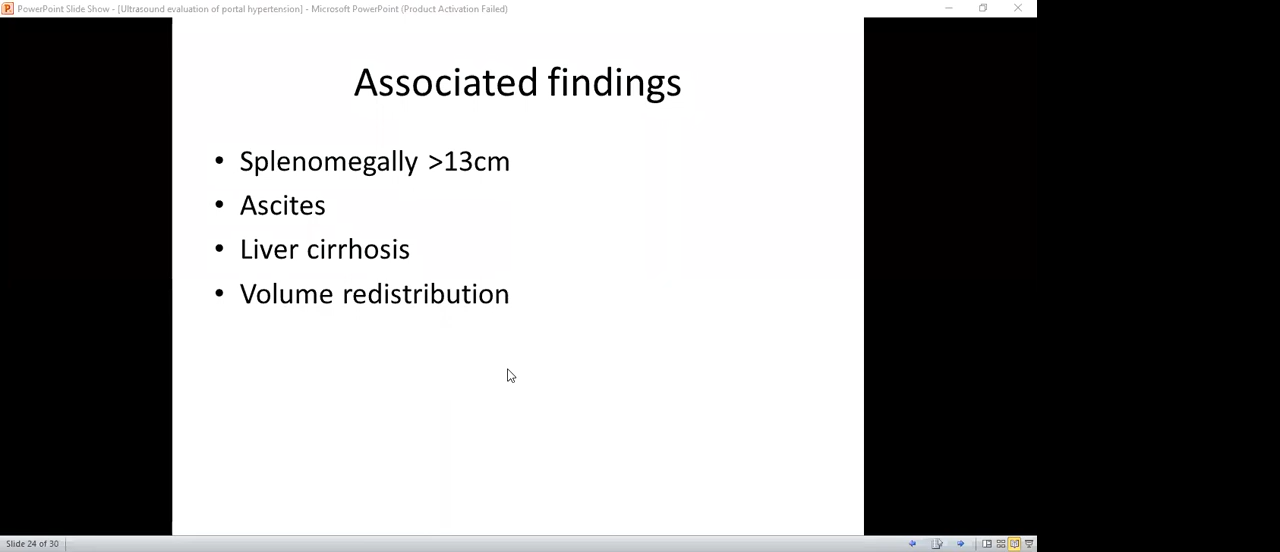 PowerPoint Slide Show - [Ultrasound evaluation of portal hypertension] - Microsoft PowerPoint (Product Activation Failed)
Associated findings
• Splenomegally >13cm
• Ascites
• Liver cirrhosis
• Volume redistribution
Slide 24 of 30